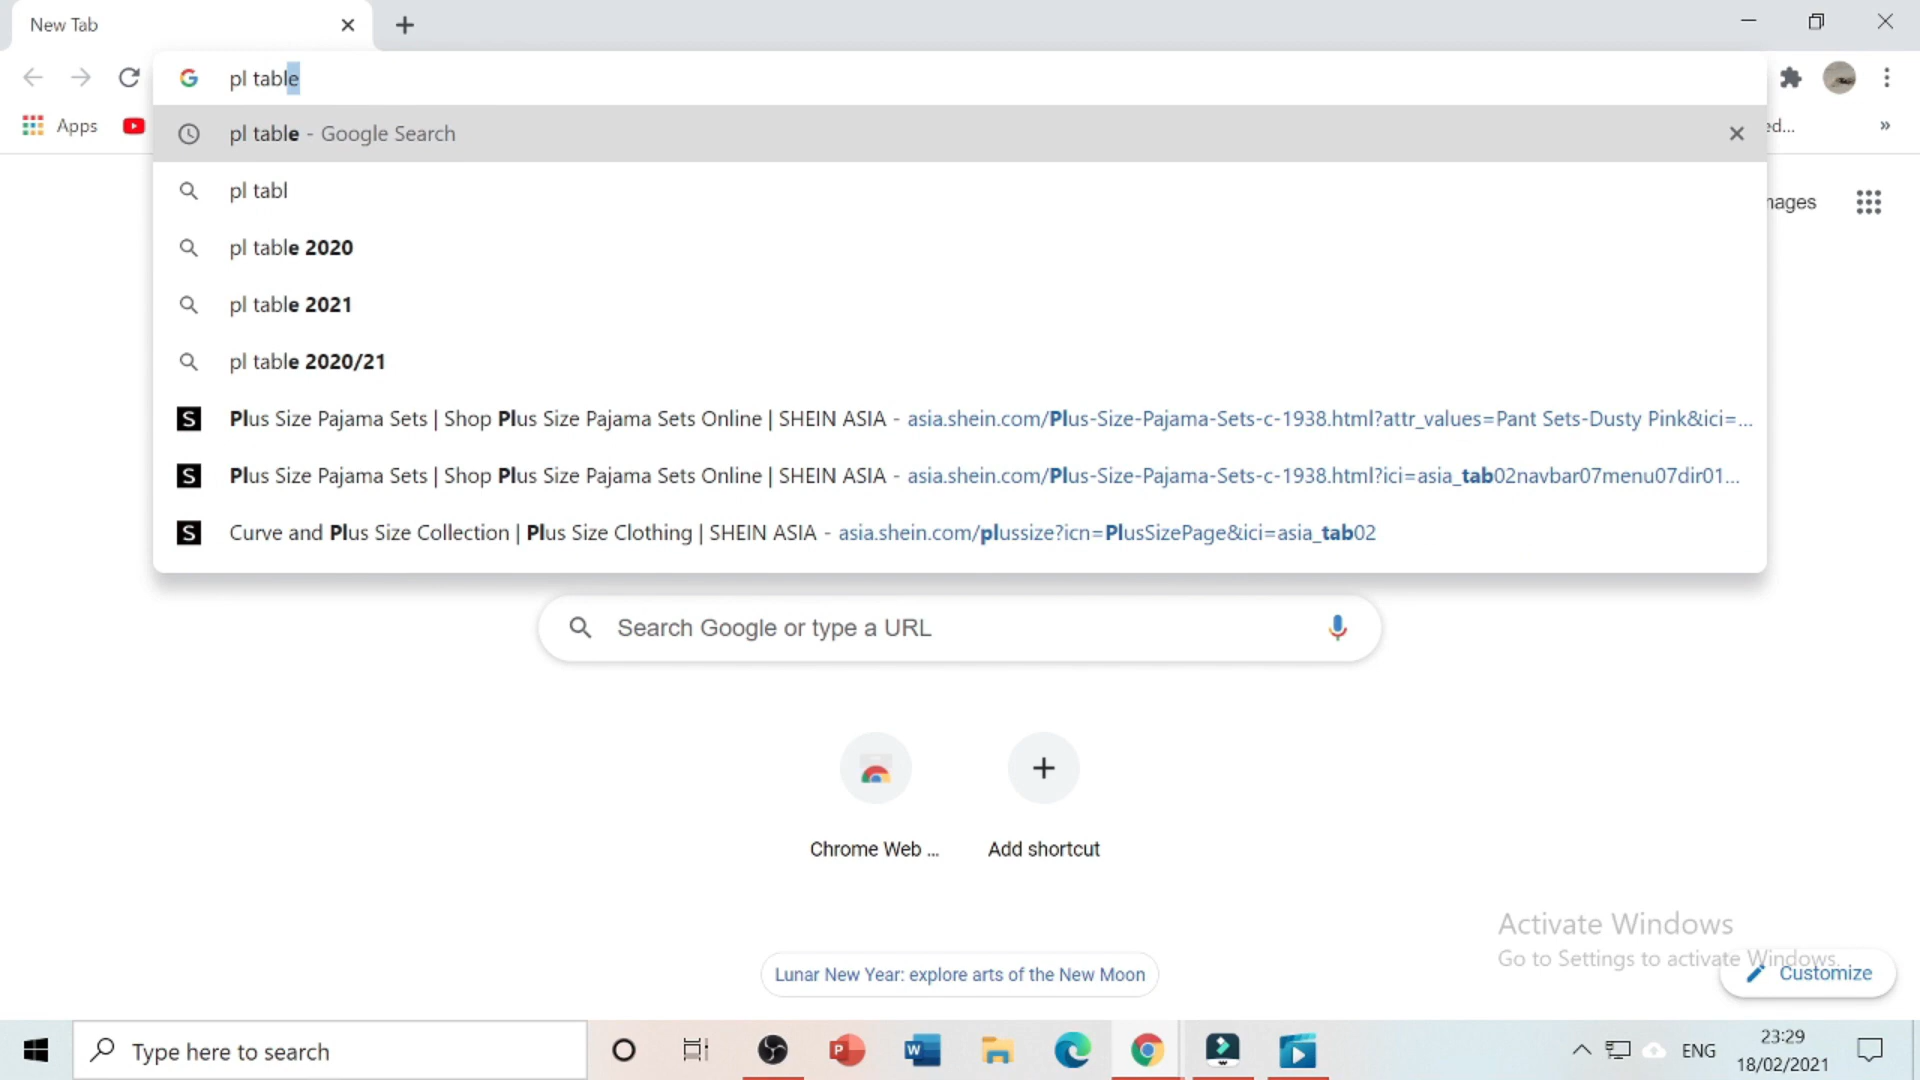 New Tab
pl table
pl table - Google Search
pl tabl
pl table 2020
pl table 2021
pl table 2020/21
Plus Size Pajama Sets | Shop Plus Size Pajama Sets Online | SHEIN ASIA - asia.shein.com/Plus-Size-Pajama-Sets-c-1938.html?attr_values=Pant Sets-Dusty Pink&ici=...
Plus Size Pajama Sets | Shop Plus Size Pajama Sets Online | SHEIN ASIA - asia.shein.com/Plus-Size-Pajama-Sets-c-1938.html?ici=asia_tab02navbar07menu07dir01...
Curve and Plus Size Collection | Plus Size Clothing | SHEIN ASIA - asia.shein.com/plussize?icn=PlusSizePage&ici=asia_tab02
Apps
ed...
mages
Search Google or type a URL
Chrome Web ...
Add shortcut
Lunar New Year: explore arts of the New Moon
Activate Windows
Go to Settings to activate Windows.
Customize
Type here to search
ENG
23:29
18/02/2021